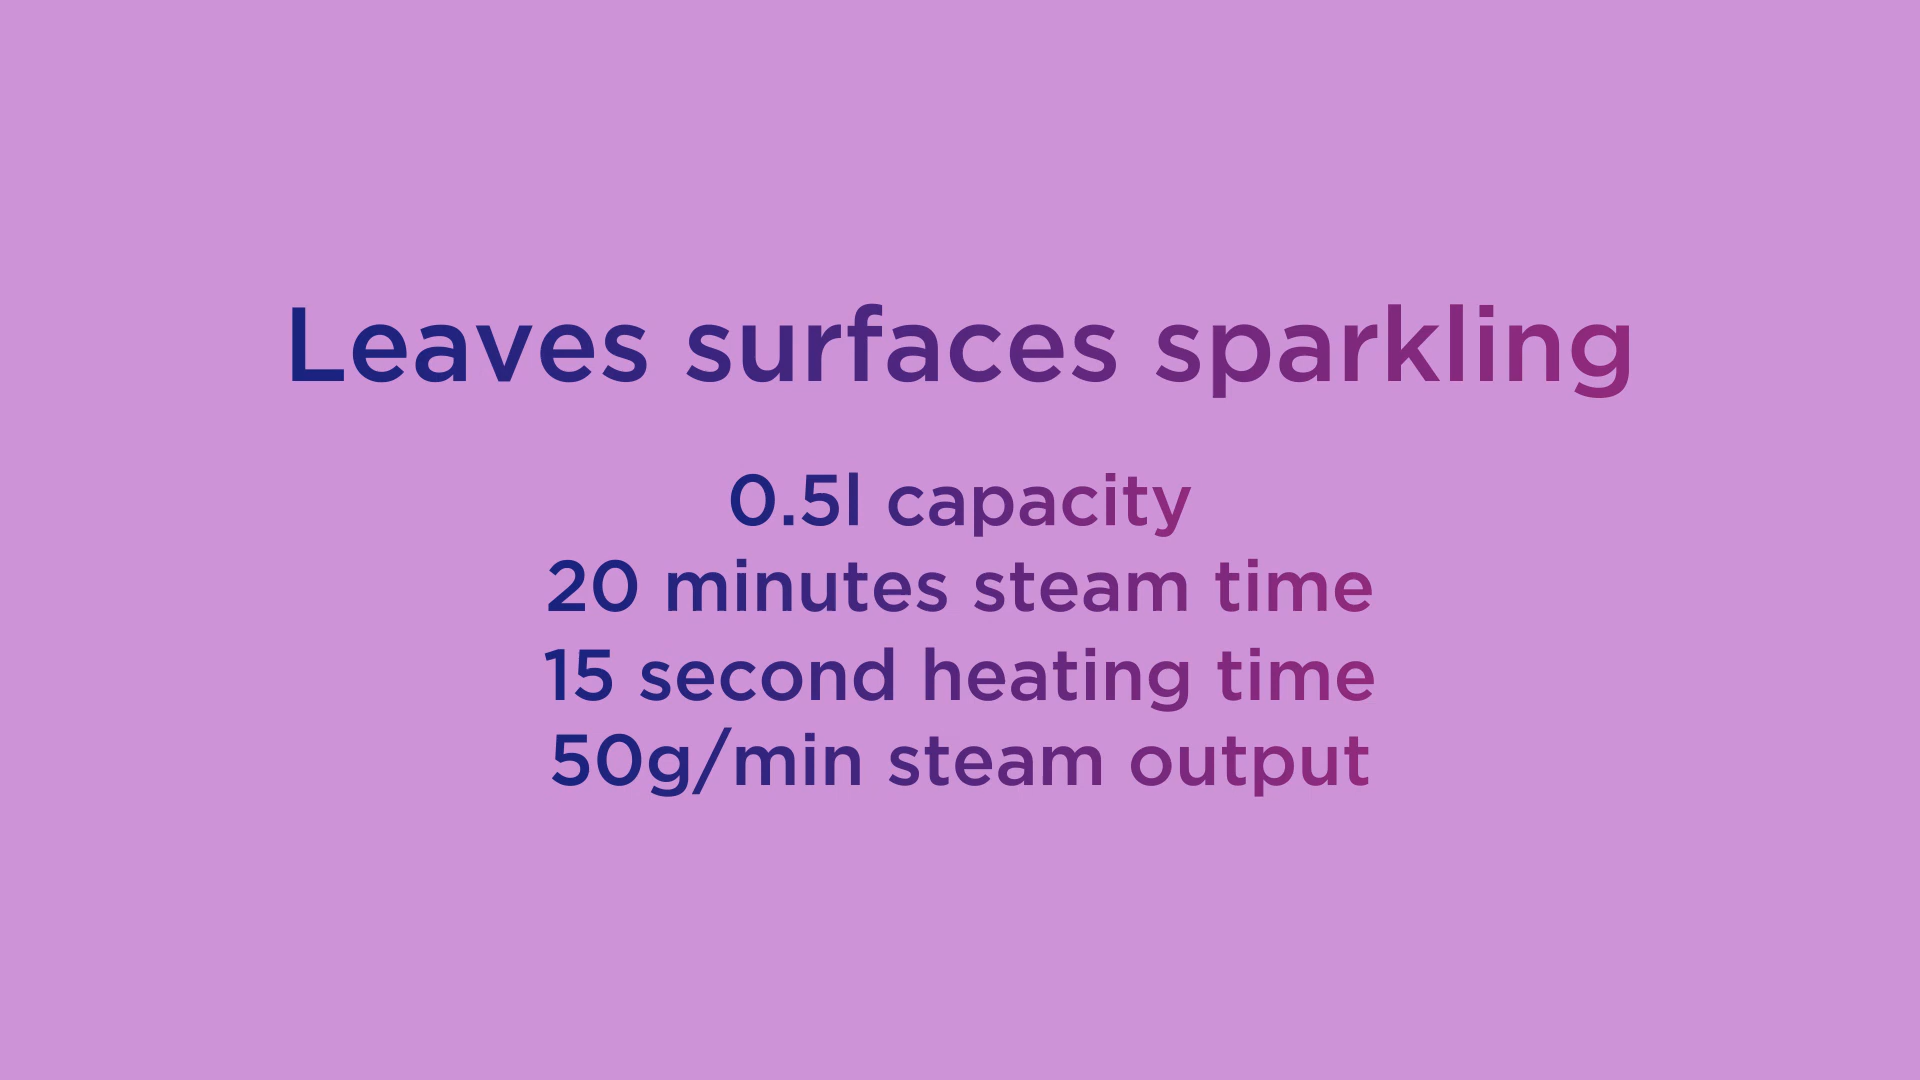 Leaves surfaces sparkling
0.5l capacity
20 minutes steam time
15 second heating time
50g/min steam output